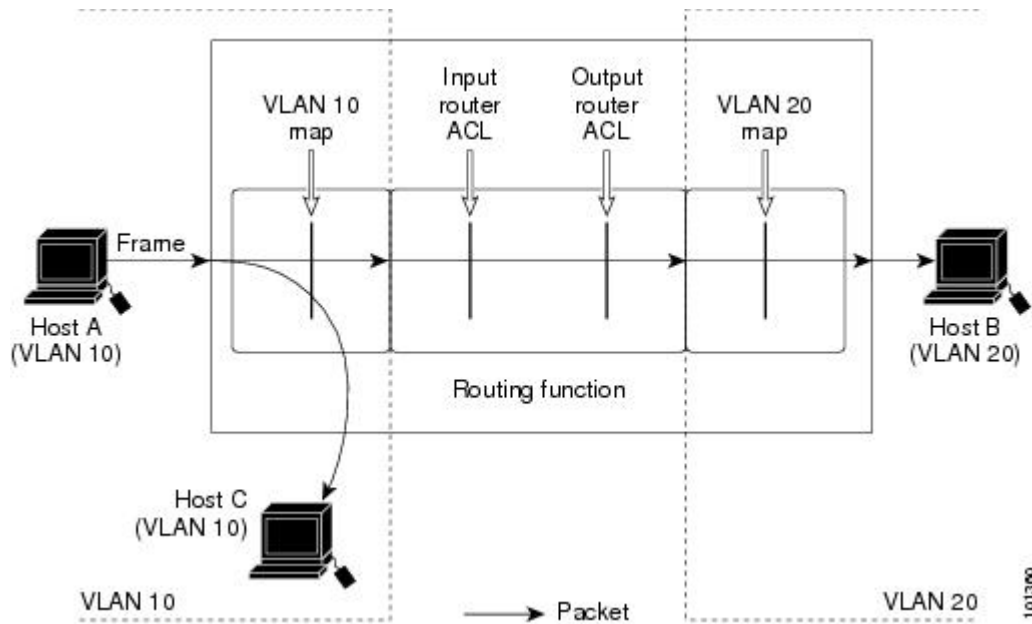 VLAN 10
map
Input
router
ACL
Output
router
ACL
VLAN 20
map
Frame
Host A
(VLAN 10)
Host B
(VLAN 20)
Routing function
Host C
(VLAN 10)
VLAN 10
Packet
VLAN 20